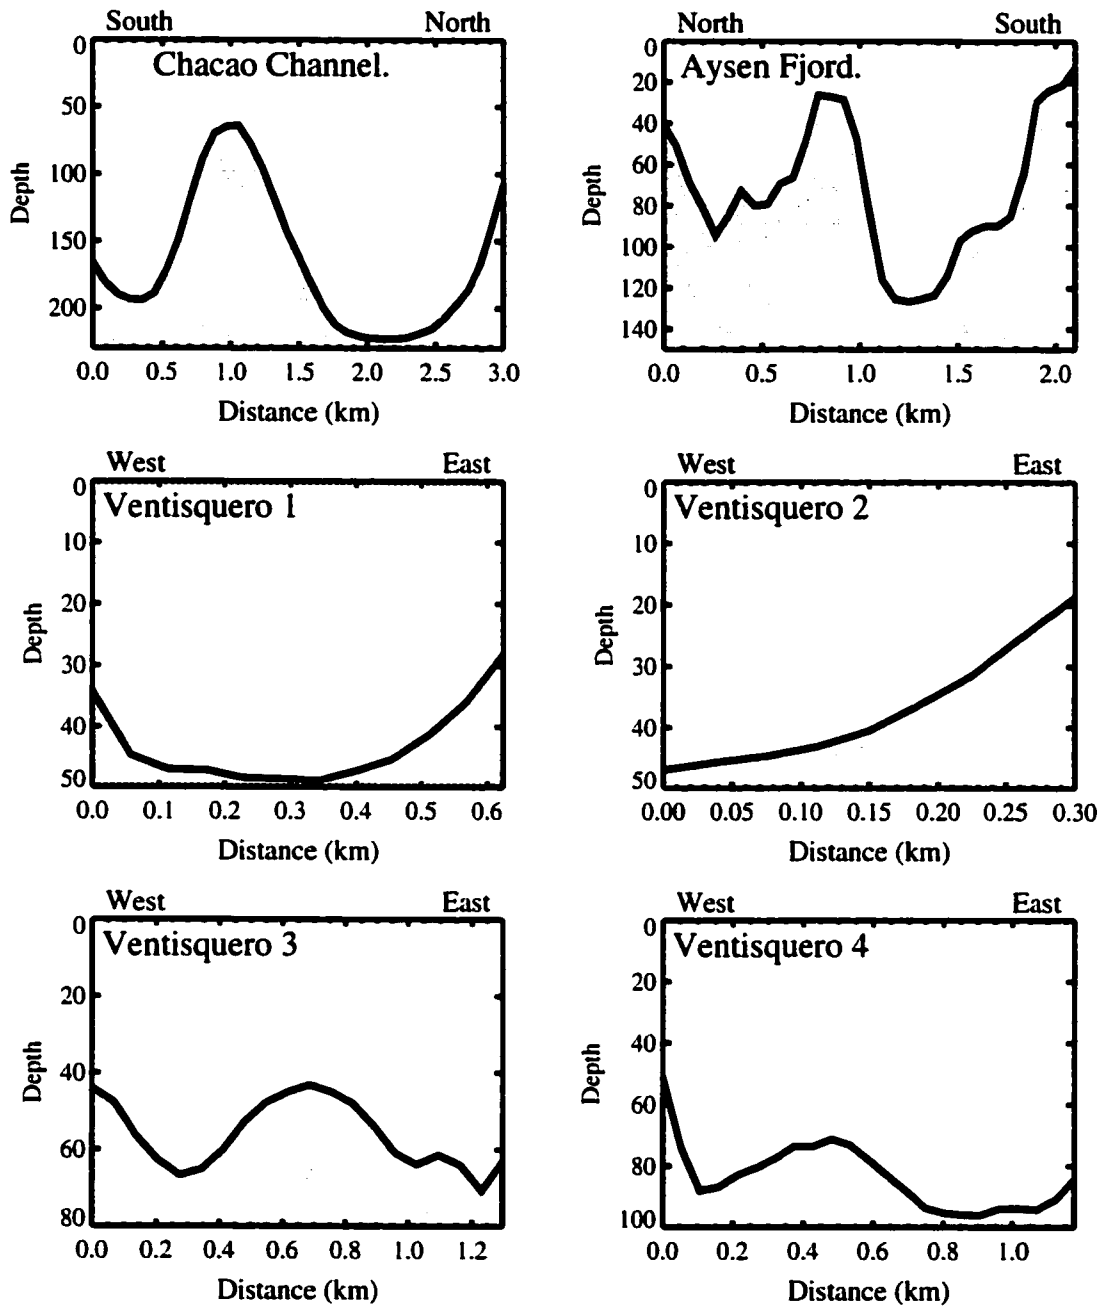 South North
Chacao Channel.
0
50
100
150
200
Depth
0.0 0.5 1.0 1.5 2.0 2.5 3.0
Distance (km)
North South
Aysen Fjord.
0
20
40
60
80
100
120
140
Depth
0.0 0.5 1.0 1.5 2.0
Distance (km)
West East
Ventisquero 1
0
10
20
30
40
50
Depth
0.0 0.1 0.2 0.3 0.4 0.5 0.6
Distance (km)
West East
Ventisquero 2
0
10
20
30
40
50
Depth
0.00 0.05 0.10 0.15 0.20 0.25 0.30
Distance (km)
West East
Ventisquero 3
0
20
40
60
80
Depth
0.0 0.2 0.4 0.6 0.8 1.0 1.2
Distance (km)
West East
Ventisquero 4
0
20
40
60
80
100
Depth
0.0 0.2 0.4 0.6 0.8 1.0
Distance (km)